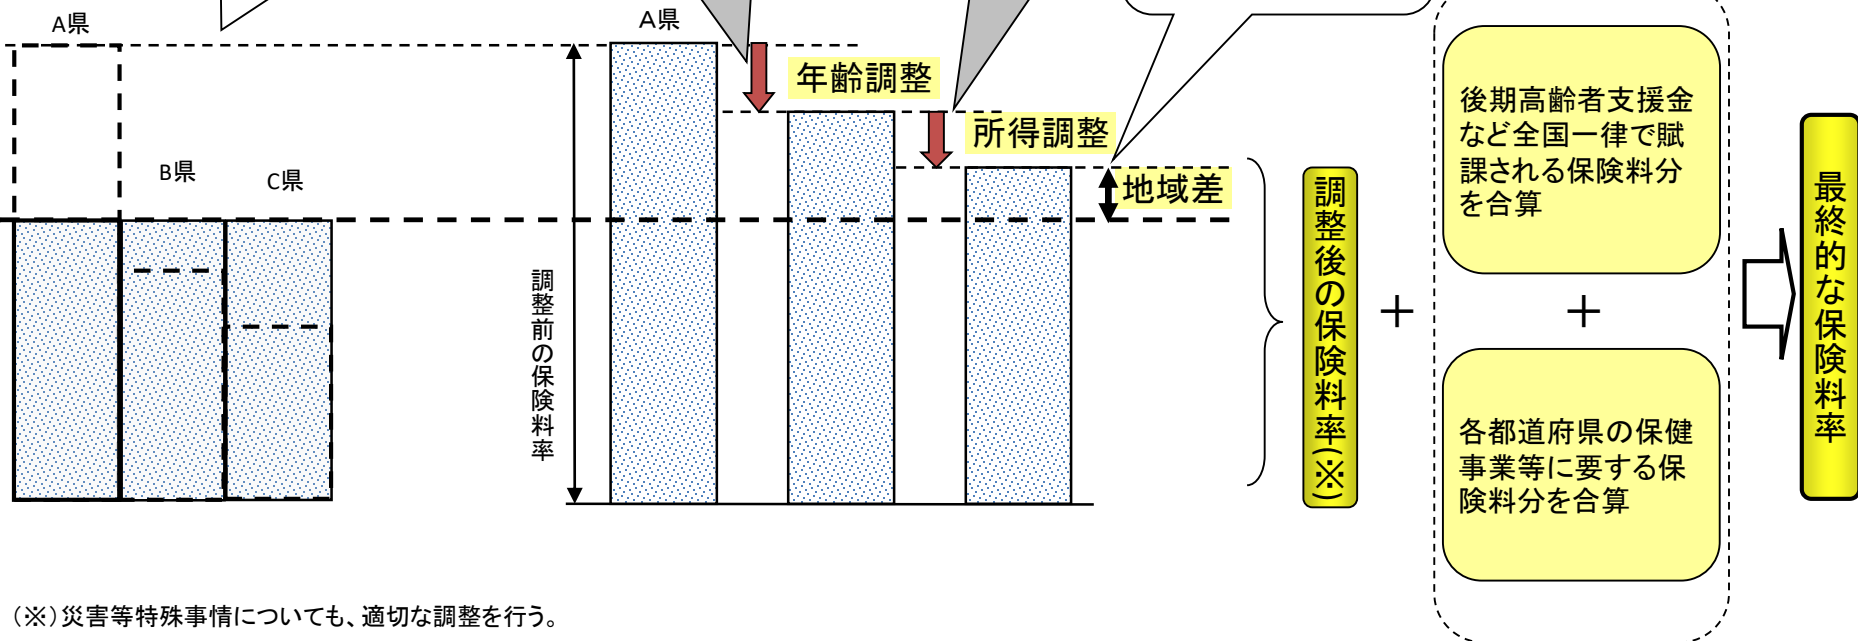 A県
B県
C県
A県
調整前の保険料率
年齢調整
所得調整
地域差
調整後の保険料率(※)
+
後期高齢者支援金
など全国一律で賦
課される保険料分
を合算
+
各都道府県の保健
事業等に要する保
険料分を合算
最終的な保険料率
(※)災害等特殊事情についても、適切な調整を行う。